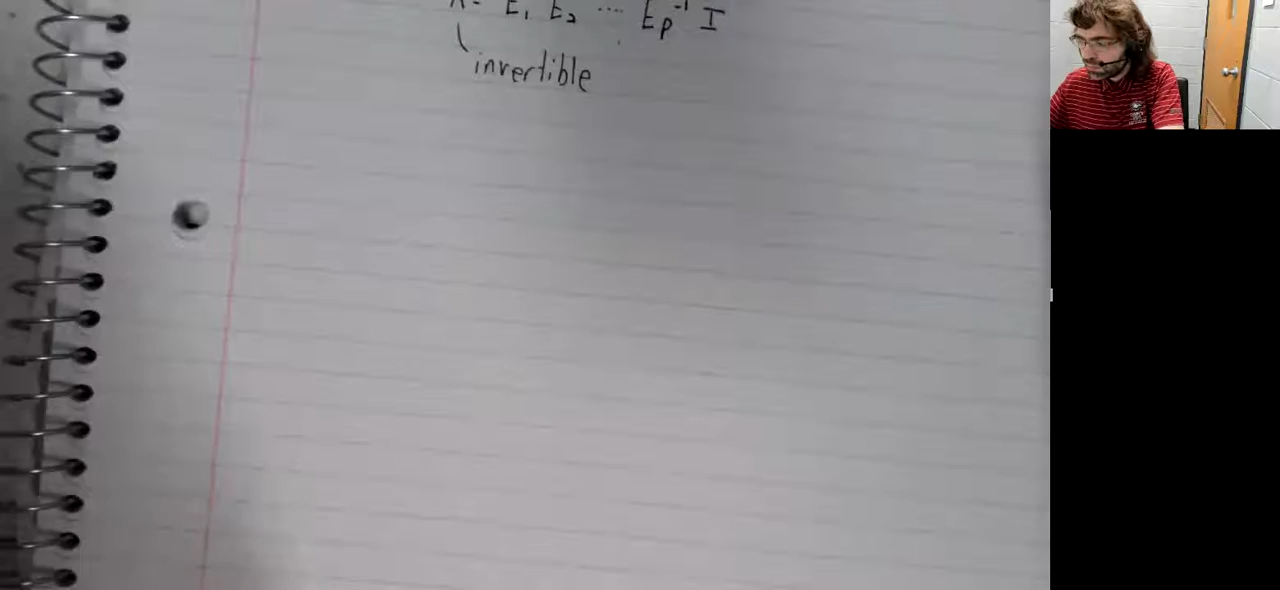 A = E₁ E₂ .... Eₚ⁻¹ I
invertible